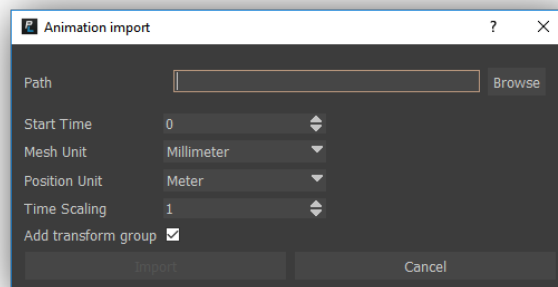 Animation import
Path Browse
Start Time 0
Mesh Unit Millimeter
Position Unit Meter
Time Scaling 1
Add transform group
Import Cancel